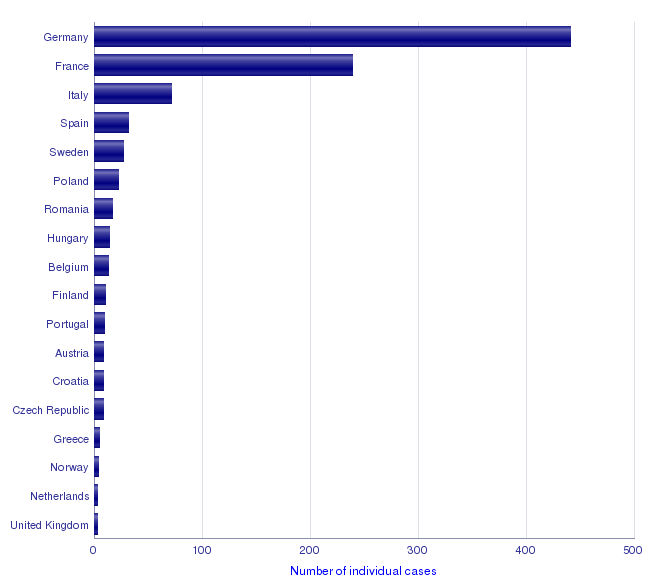 Germany
France
Italy
Spain
Sweden
Poland
Romania
Hungary
Belgium
Finland
Portugal
Austria
Croatia
Czech Republic
Greece
Norway
Netherlands
United Kingdom
0 100 200 300 400 500
Number of individual cases